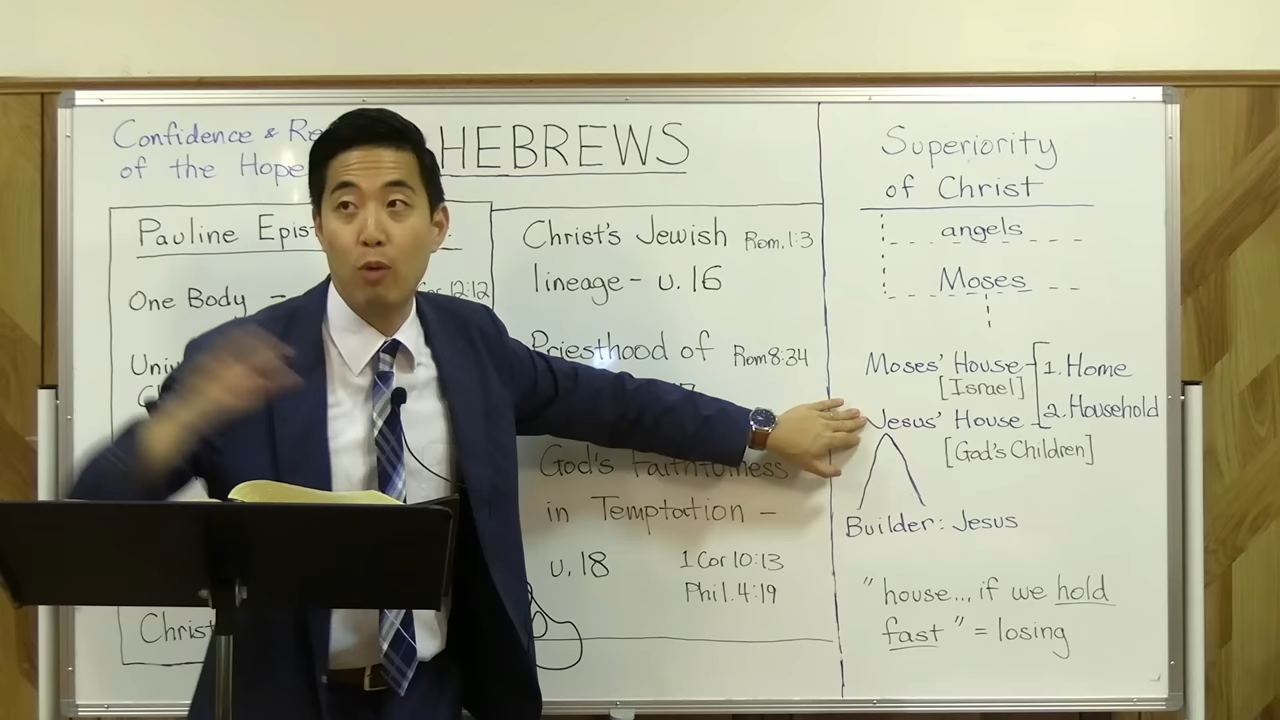 Confidence &
of the Hope
HEBREWS
Pauline
One Body -
12:12
Christ's Jewish Rom. 1:3
lineage - v. 16
Priesthood of Rom 8:34
God's Faithfulness
in Temptation -
v. 18 1 Cor 10:13
Phil. 4:19
Superiority
of Christ
angels
Moses
Moses' House 1. Home
[Israel]
Jesus' House 2. Household
[God's Children]
Builder: Jesus
"house... if we hold
fast" = losing